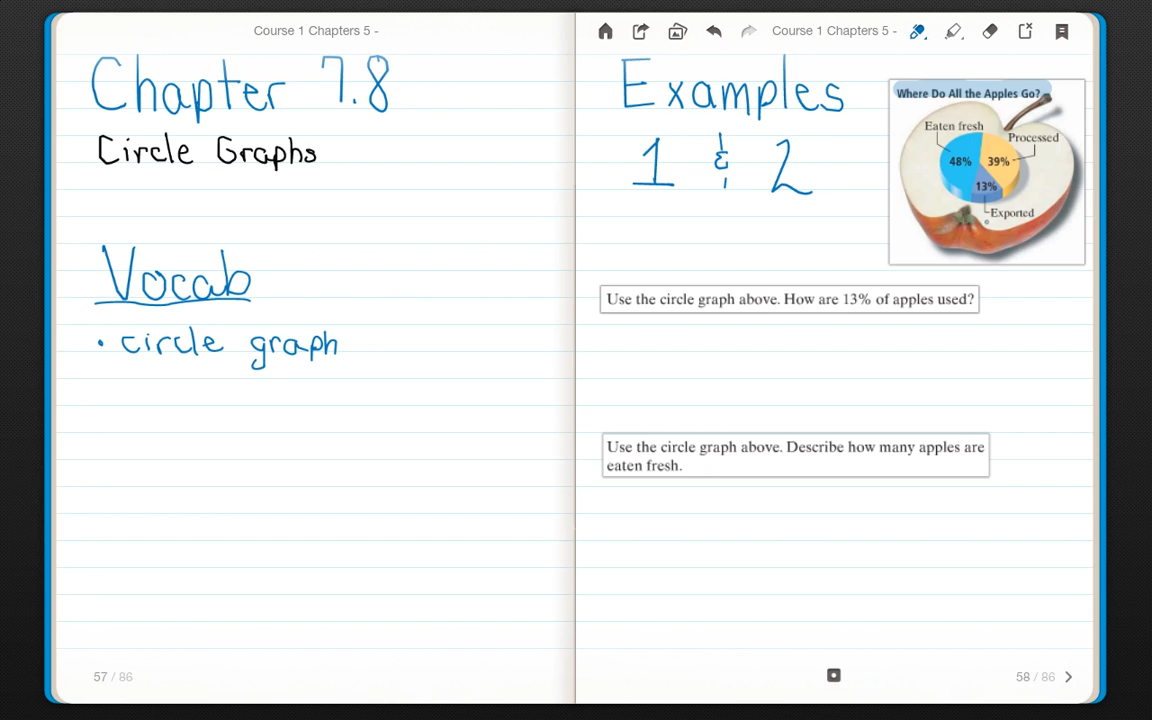 Course 1 Chapters 5 -
Chapter 7.8
Circle Graphs
Vocab
• circle graph
57 / 86
Course 1 Chapters 5 -
Examples
1 & 2
Where Do All the Apples Go?
Eaten fresh
Processed
48%
39%
13%
Exported
Use the circle graph above. How are 13% of apples used?
Use the circle graph above. Describe how many apples are
eaten fresh.
58 / 86